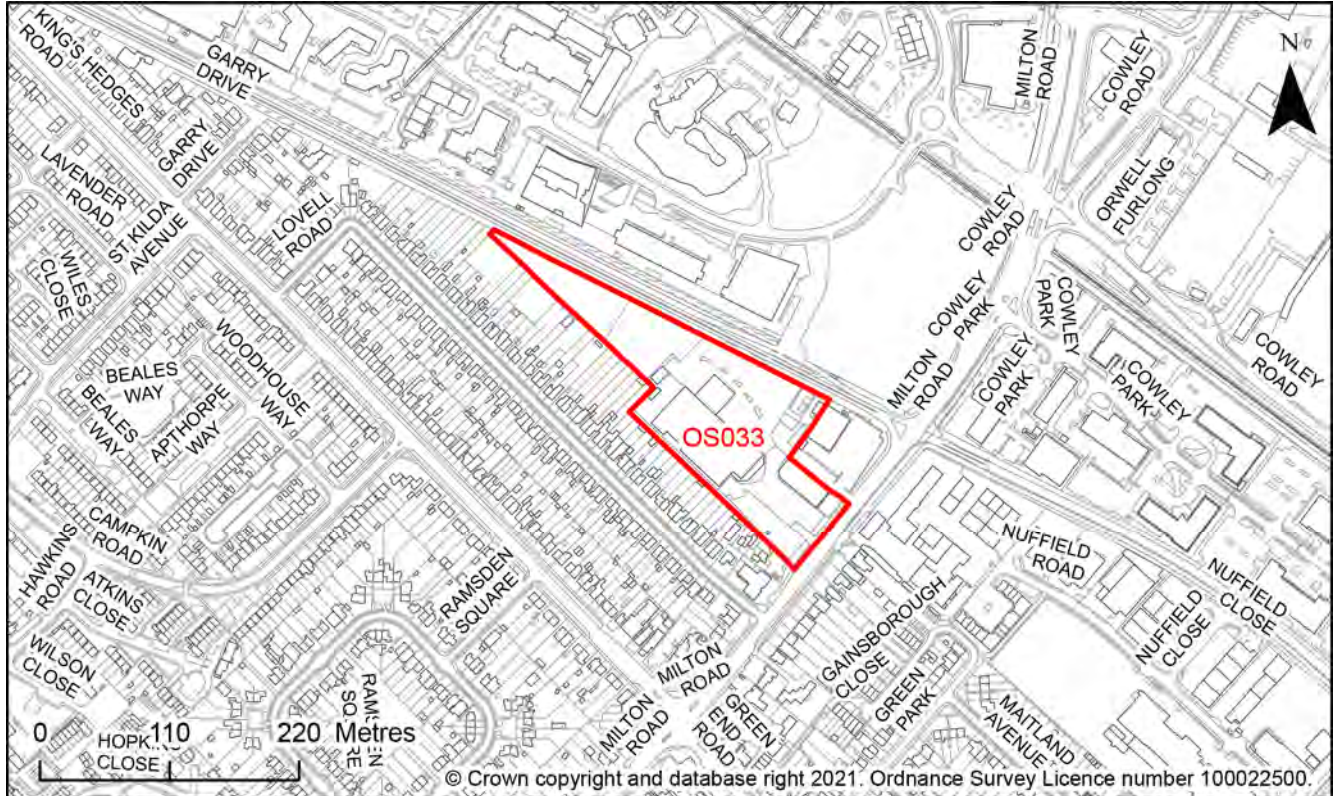 KING'S HEDGES
ROAD
GARRY
DRIVE
MILTON
ROAD
COWLEY
ROAD
N
GARRY
DRIVE
LAVENDER
ROAD
ST KILDA
AVENUE
LOVELL
ROAD
WILES
CLOSE
ORWELL
FURLONG
COWLEY
ROAD
COWLEY
PARK
MILTON
ROAD
COWLEY
PARK
COWLEY
PARK
COWLEY
PARK
COWLEY
ROAD
WOODHOUSE
WAY
BEALES
WAY
BEALES
WAY
APTHORPE
WAY
OS033
CAMPKIN
ROAD
HAWKINS
ROAD
ATKINS
CLOSE
WILSON
CLOSE
RAMSDEN
SQUARE
RAMSDEN
SQUARE
NUFFIELD
ROAD
NUFFIELD
CLOSE
NUFFIELD
CLOSE
GAINSBOROUGH
CLOSE
GREEN
PARK
MAITLAND
AVENUE
MILTON
ROAD
MILTON
ROAD
GREEN
END
ROAD
HOPKINS
CLOSE
0 110 220 Metres
© Crown copyright and database right 2021. Ordnance Survey Licence number 100022500.